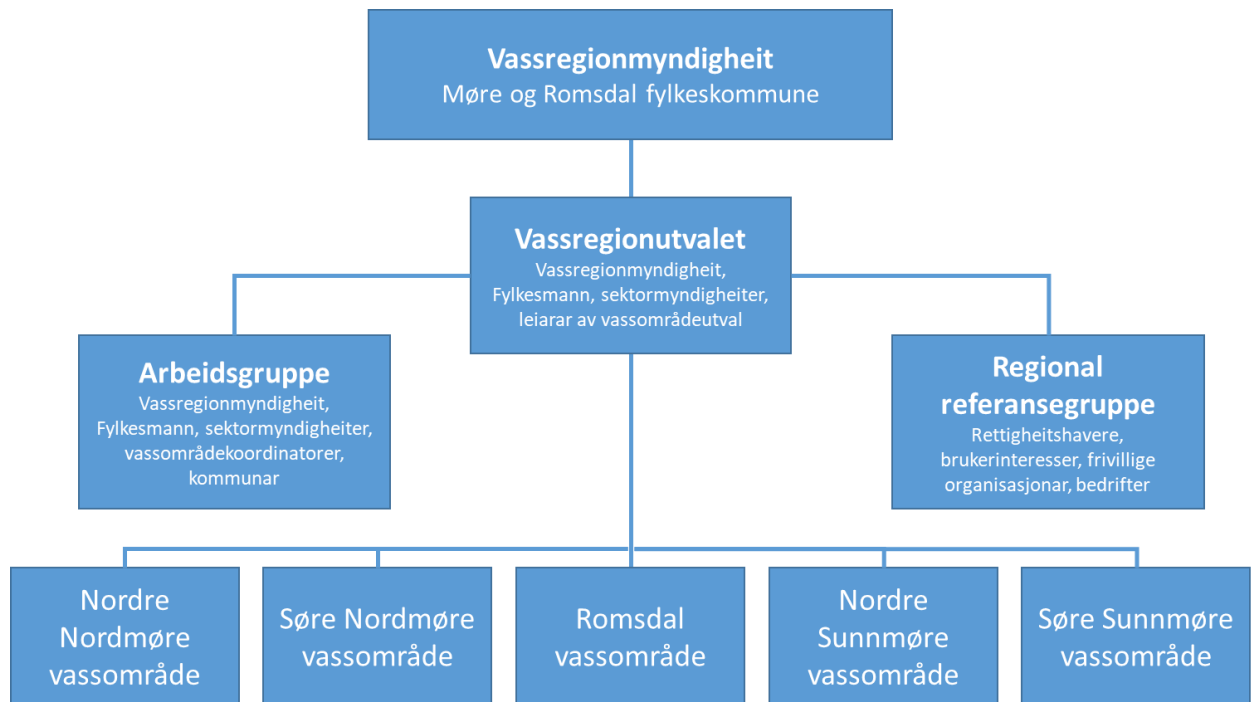 Vassregionmyndigheit
Møre og Romsdal fylkeskommune
Vassregionutvalet
Vassregionmyndigheit,
Fylkesmann, sektormyndigheiter,
leiarar av vassområdeutval
Arbeidsgruppe
Vassregionmyndigheit,
Fylkesmann, sektormyndigheiter,
vassområdekoordinatorer,
kommunar
Regional
referansegruppe
Rettigheitshavere,
brukerinteresser, frivillige
organisasjonar, bedrifter
Nordre
Nordmøre
vassområde
Søre Nordmøre
vassområde
Romsdal
vassområde
Nordre
Sunnmøre
vassområde
Søre Sunnmøre
vassområde